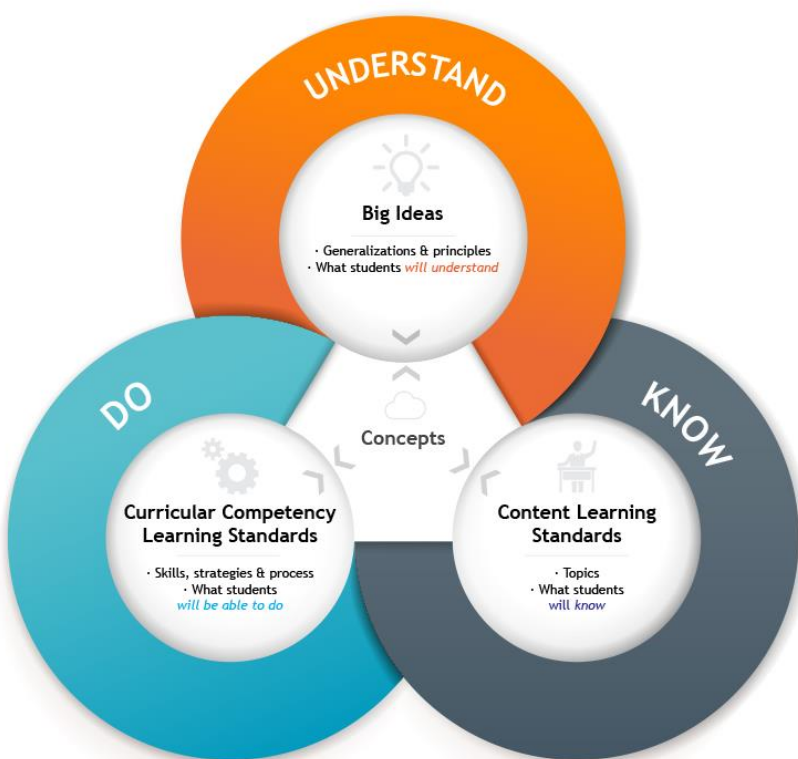 UNDERSTAND
Big Ideas
· Generalizations & principles
· What students will understand
Concepts
DO
Curricular Competency
Learning Standards
· Skills, strategies & process
· What students
will be able to do
KNOW
Content Learning
Standards
· Topics
· What students
will know